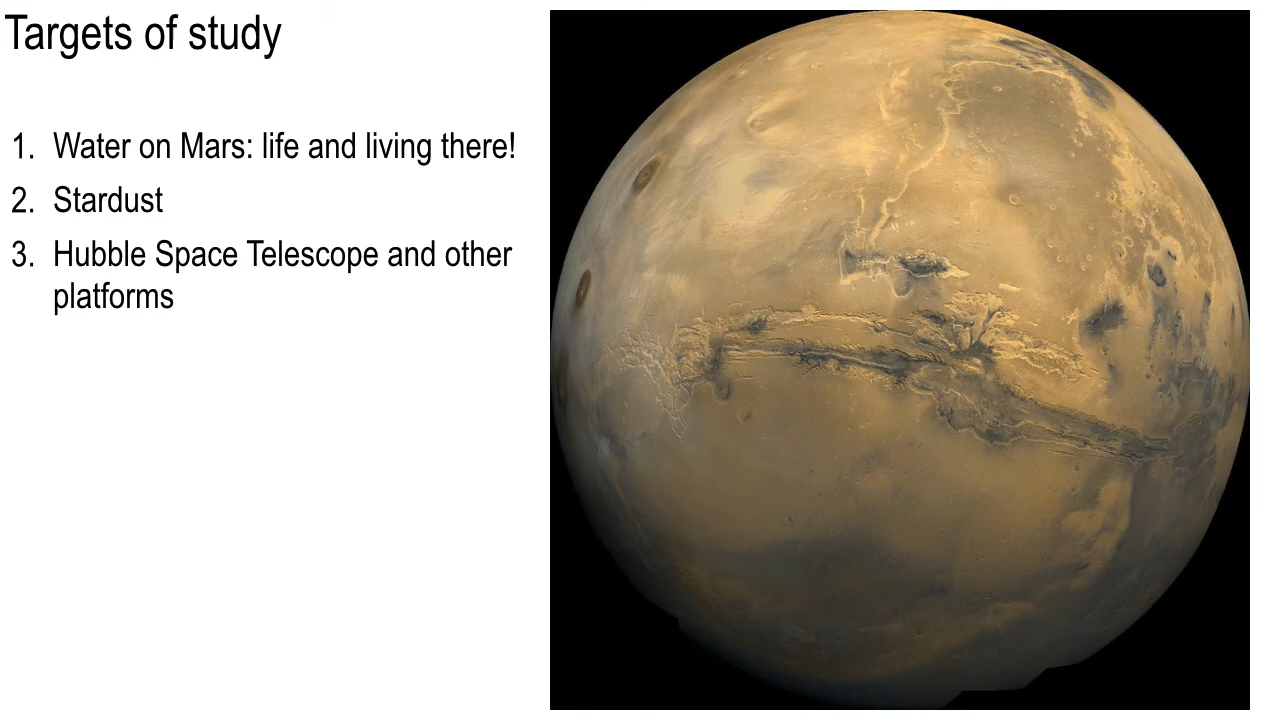 Targets of study
1. Water on Mars: life and living there!
2. Stardust
3. Hubble Space Telescope and other
platforms